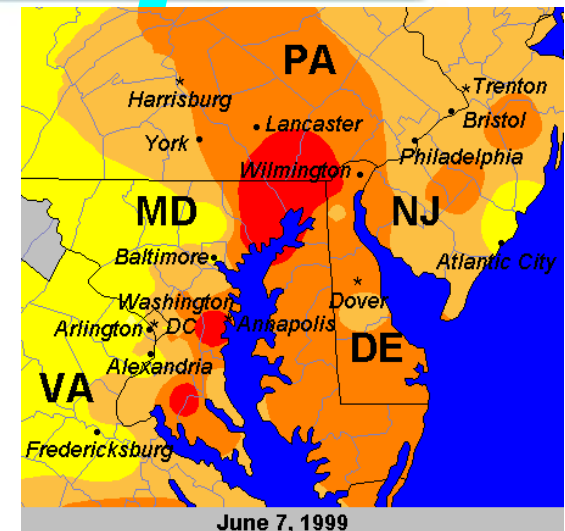 PA
* Trenton
Harrisburg
Bristol
Lancaster
York
Philadelphia
Wilmington
MD
NJ
Baltimore
Atlantic City
Washington
Dover
Arlington * DC
Annapolis
DE
Alexandria
VA
Fredericksburg
June 7, 1999